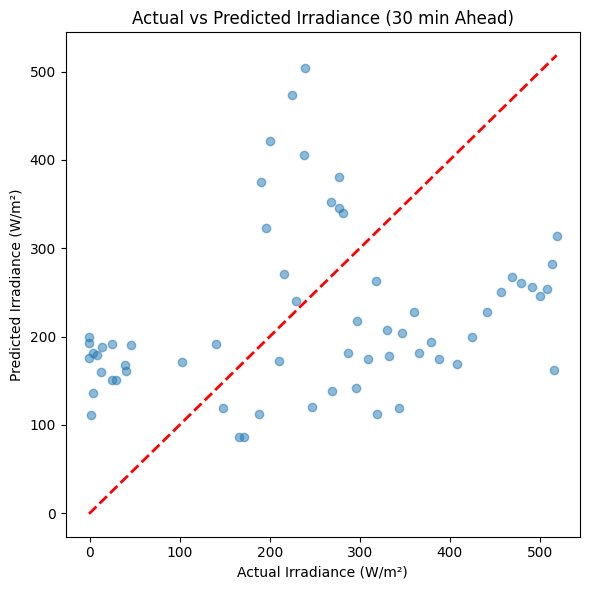 Actual vs Predicted Irradiance (30 min Ahead)
Predicted Irradiance (W/m²)
500
400
300
200
100
0
0 100 200 300 400 500
Actual Irradiance (W/m²)